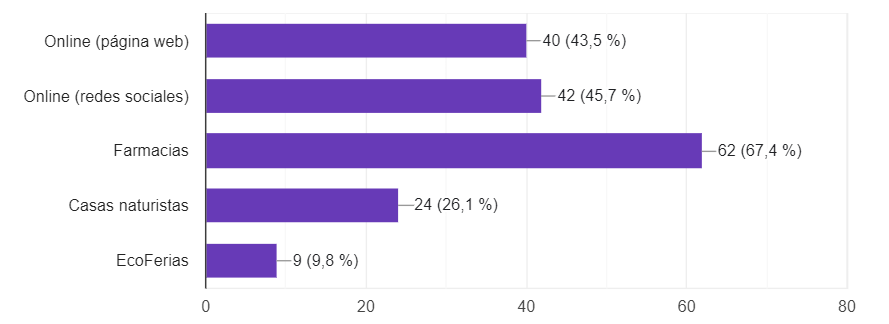 Online (página web) 40 (43,5 %)
Online (redes sociales) 42 (45,7 %)
Farmacias 62 (67,4 %)
Casas naturistas 24 (26,1 %)
EcoFerias 9 (9,8 %)
0 20 40 60 80